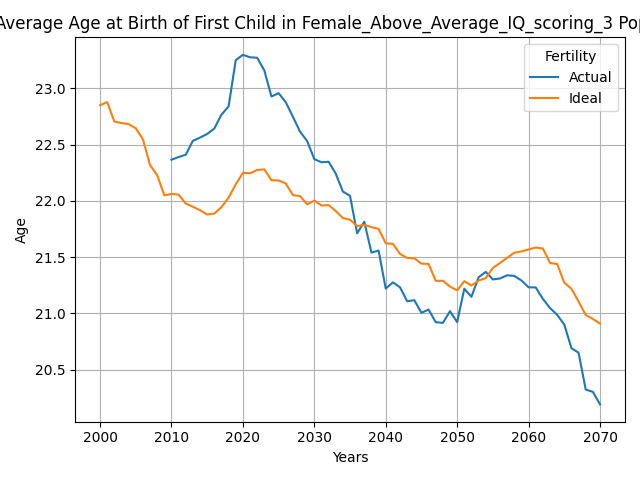 Average Age at Birth of First Child in Female_Above_Average_IQ_scoring_3
Fertility
Actual
Ideal
23.0
22.5
22.0
21.5
21.0
20.5
Age
2000 2010 2020 2030 2040 2050 2060 2070
Years